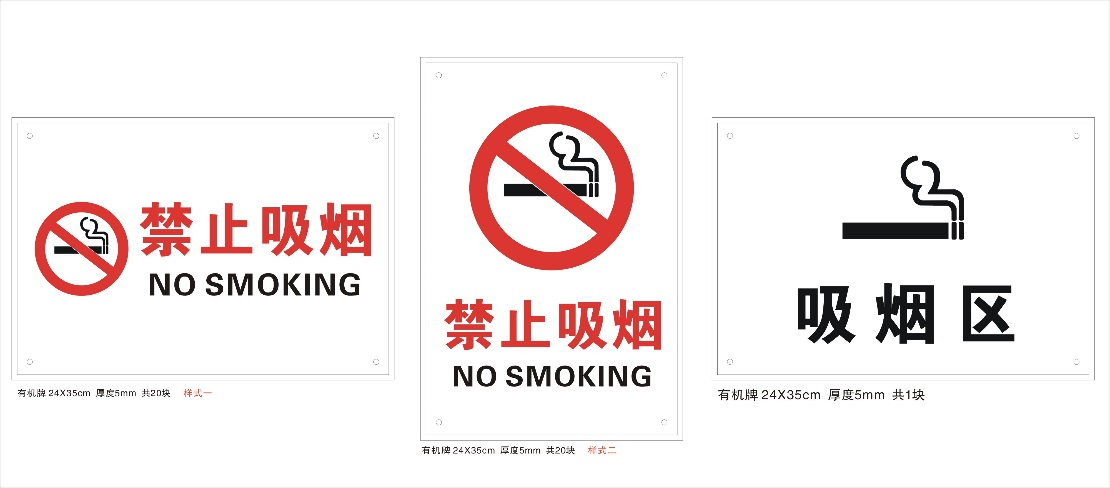 禁止吸烟
NO SMOKING
有机牌 24X35cm 厚度5mm 共20块 样式一
禁止吸烟
NO SMOKING
有机牌 24X35cm 厚度5mm 共20块 样式二
吸烟区
有机牌 24X35cm 厚度5mm 共1块